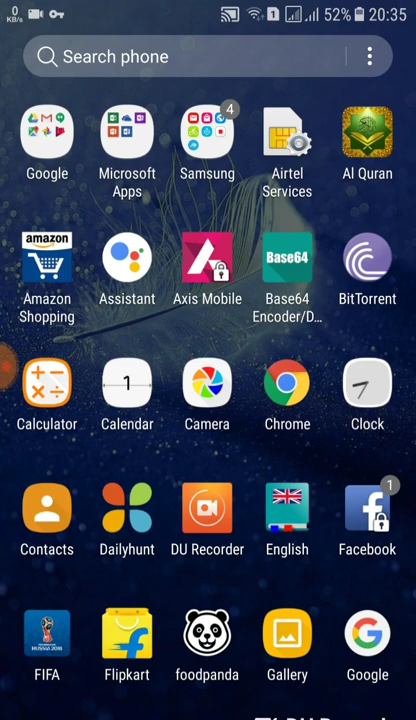 0
KB/s
1
52%
20:35
Search phone
4
Google
Microsoft
Apps
Samsung
Airtel
Services
Al Quran
amazon
Base64
Amazon
Shopping
Assistant
Axis Mobile
Base64
Encoder/D...
BitTorrent
1
Calculator
Calendar
Camera
Chrome
Clock
1
Contacts
Dailyhunt
DU Recorder
English
Facebook
FIFA
Flipkart
foodpanda
Gallery
Google